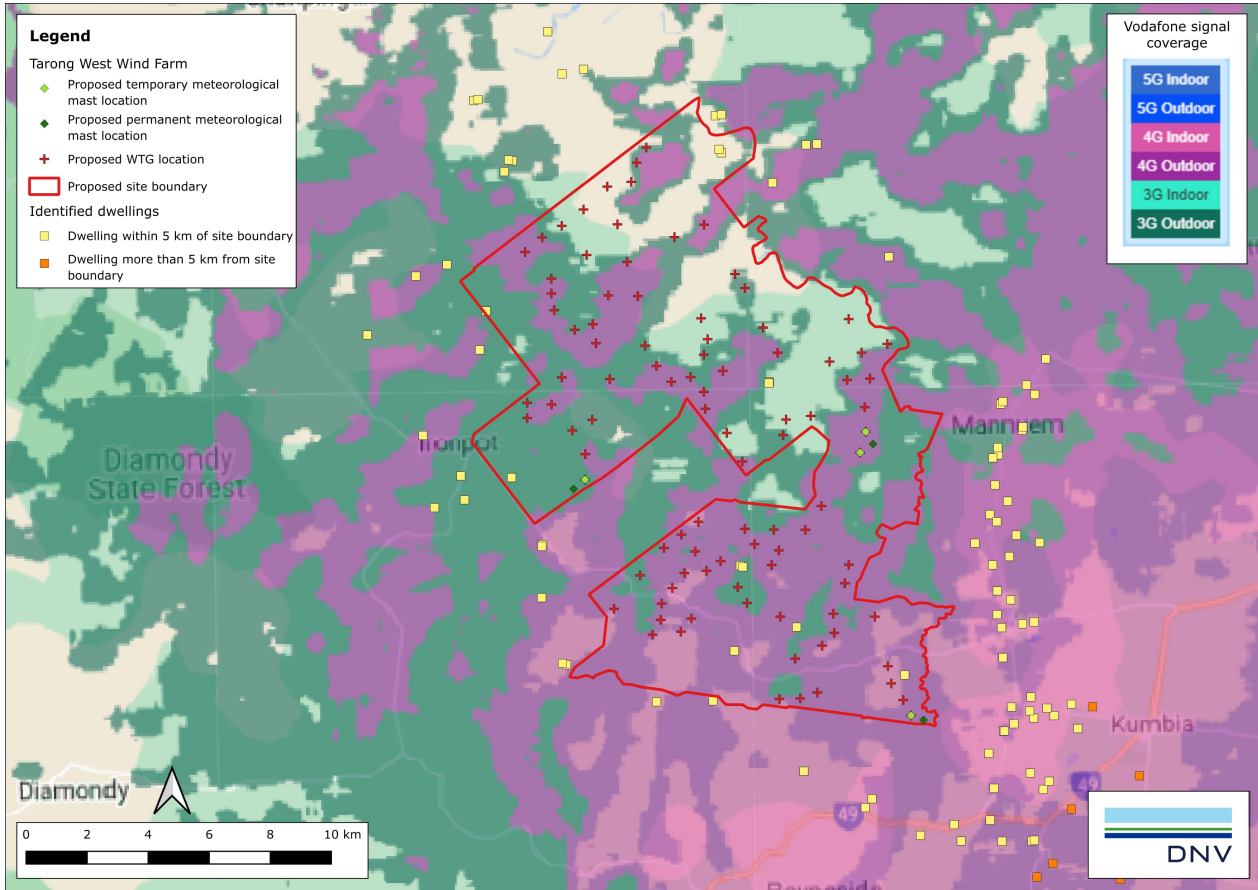 Legend
Tarong West Wind Farm
Proposed temporary meteorological
mast location
Proposed permanent meteorological
mast location
Proposed WTG location
Proposed site boundary
Identified dwellings
Dwelling within 5 km of site boundary
Dwelling more than 5 km from site
boundary
Vodafone signal
coverage
5G Indoor
5G Outdoor
4G Indoor
4G Outdoor
3G Indoor
3G Outdoor
Mannuem
Ironpot
Diamondy
State Forest
Kumbia
Diamondy
49
49
0 2 4 6 8 10 km
DNV